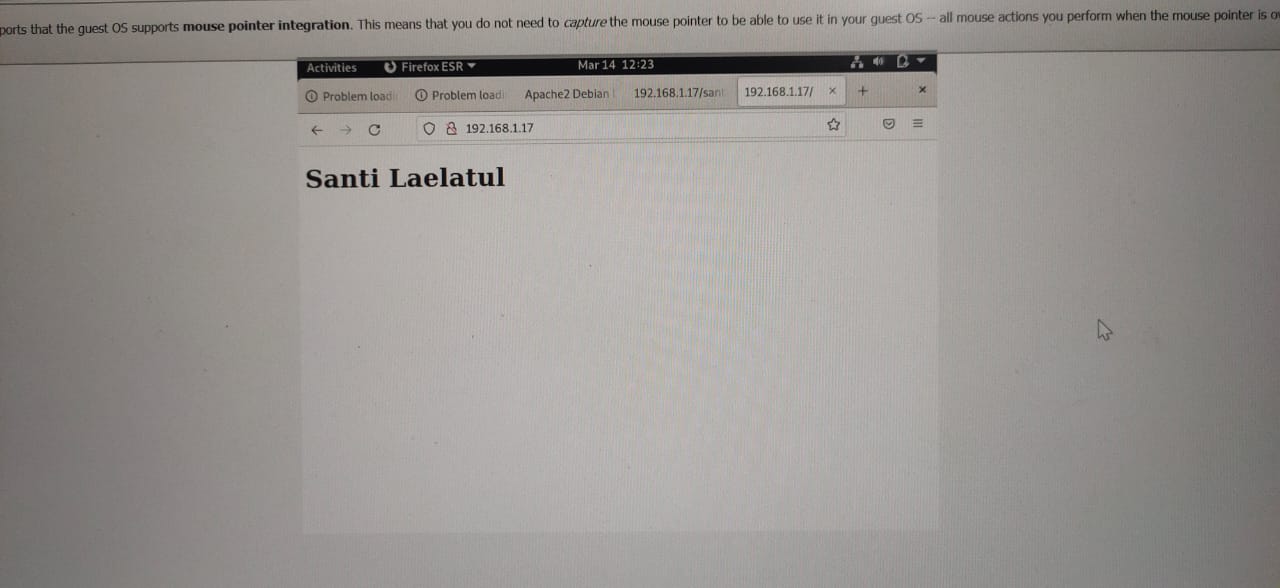 ports that the guest OS supports mouse pointer integration. This means that you do not need to capture the mouse pointer to be able to use it in your guest OS -- all mouse actions you perform when the mouse pointer is
Activities Firefox ESR Mar 14 12:23
Problem loadi Problem loadi Apache2 Debian 192.168.1.17/sant 192.168.1.17/ × + ×
192.168.1.17
Santi Laelatul